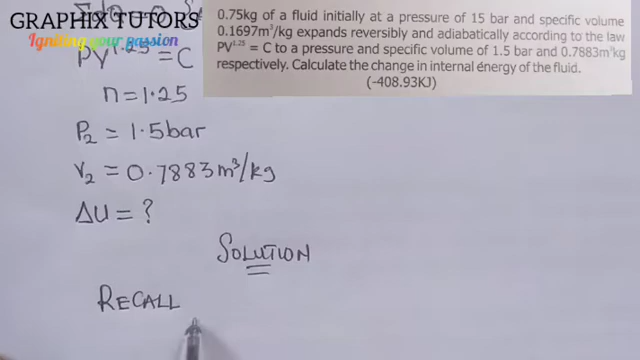 GRAPHIX TUTORS
Igniting your passion
PV^1.25 = C
n = 1.25
P₂ = 1.5bar
V₂ = 0.7883m³/kg
ΔU = ?
SOLUTION
RECALL
0.75kg of a fluid initially at a pressure of 15 bar and specific volume
0.1697m³/kg expands reversibly and adiabatically according to the law
PV^1.25 = C to a pressure and specific volume of 1.5 bar and 0.7883m³kg
respectively. Calculate the change in internal energy of the fluid.
(-408.93KJ)